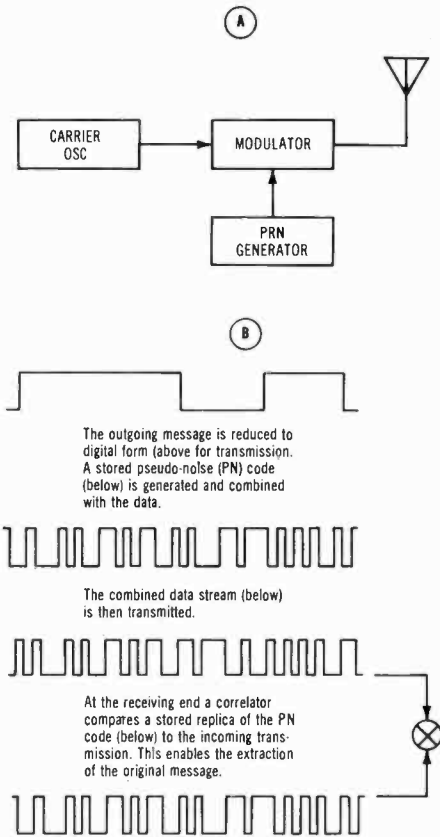 A
CARRIER
OSC
MODULATOR
PRN
GENERATOR
B
The outgoing message is reduced to
digital form (above for transmission.
A stored pseudo-noise (PN) code
(below) is generated and combined
with the data.
The combined data stream (below)
is then transmitted.
At the receiving end a correlator
compares a stored replica of the PN
code (below) to the incoming trans-
mission. This enables the extraction
of the original message.